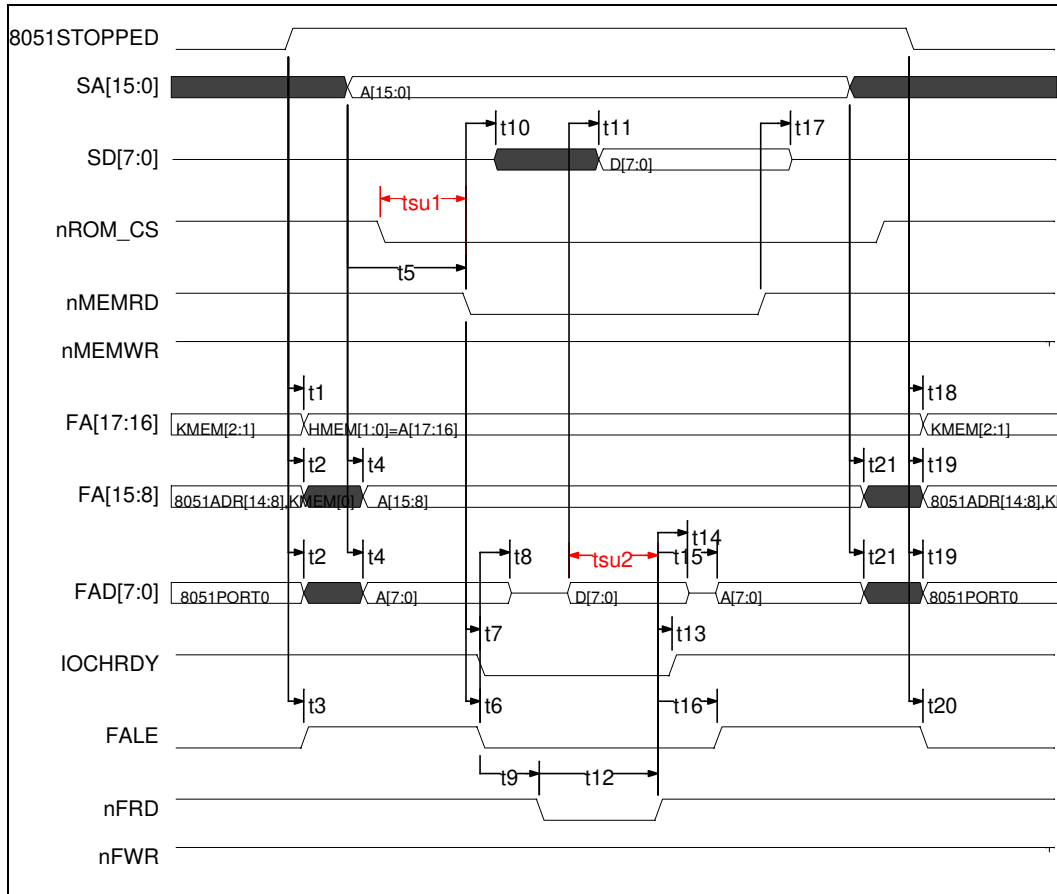 8051STOPPED
SA[15:0] A[15:0]
t10 t11 t17
SD[7:0] D[7:0]
tsu1
nROM_CS
t5
nMEMRD
nMEMWR
t1 t18
FA[17:16] KMEM[2:1] HMEM[1:0]=A[17:16] KMEM[2:1]
t2 t4 t21 t19
FA[15:8] 8051ADR[14:8],KMEM[0] A[15:8] 8051ADR[14:8],K
t14
t2 t4 t8 tsu2 t15 t21 t19
FAD[7:0] 8051PORT0 A[7:0] D[7:0] A[7:0] 8051PORT0
t7 t13
IOCHRDY
t3 t6 t16 t20
FALE
t9 t12
nFRD
nFWR